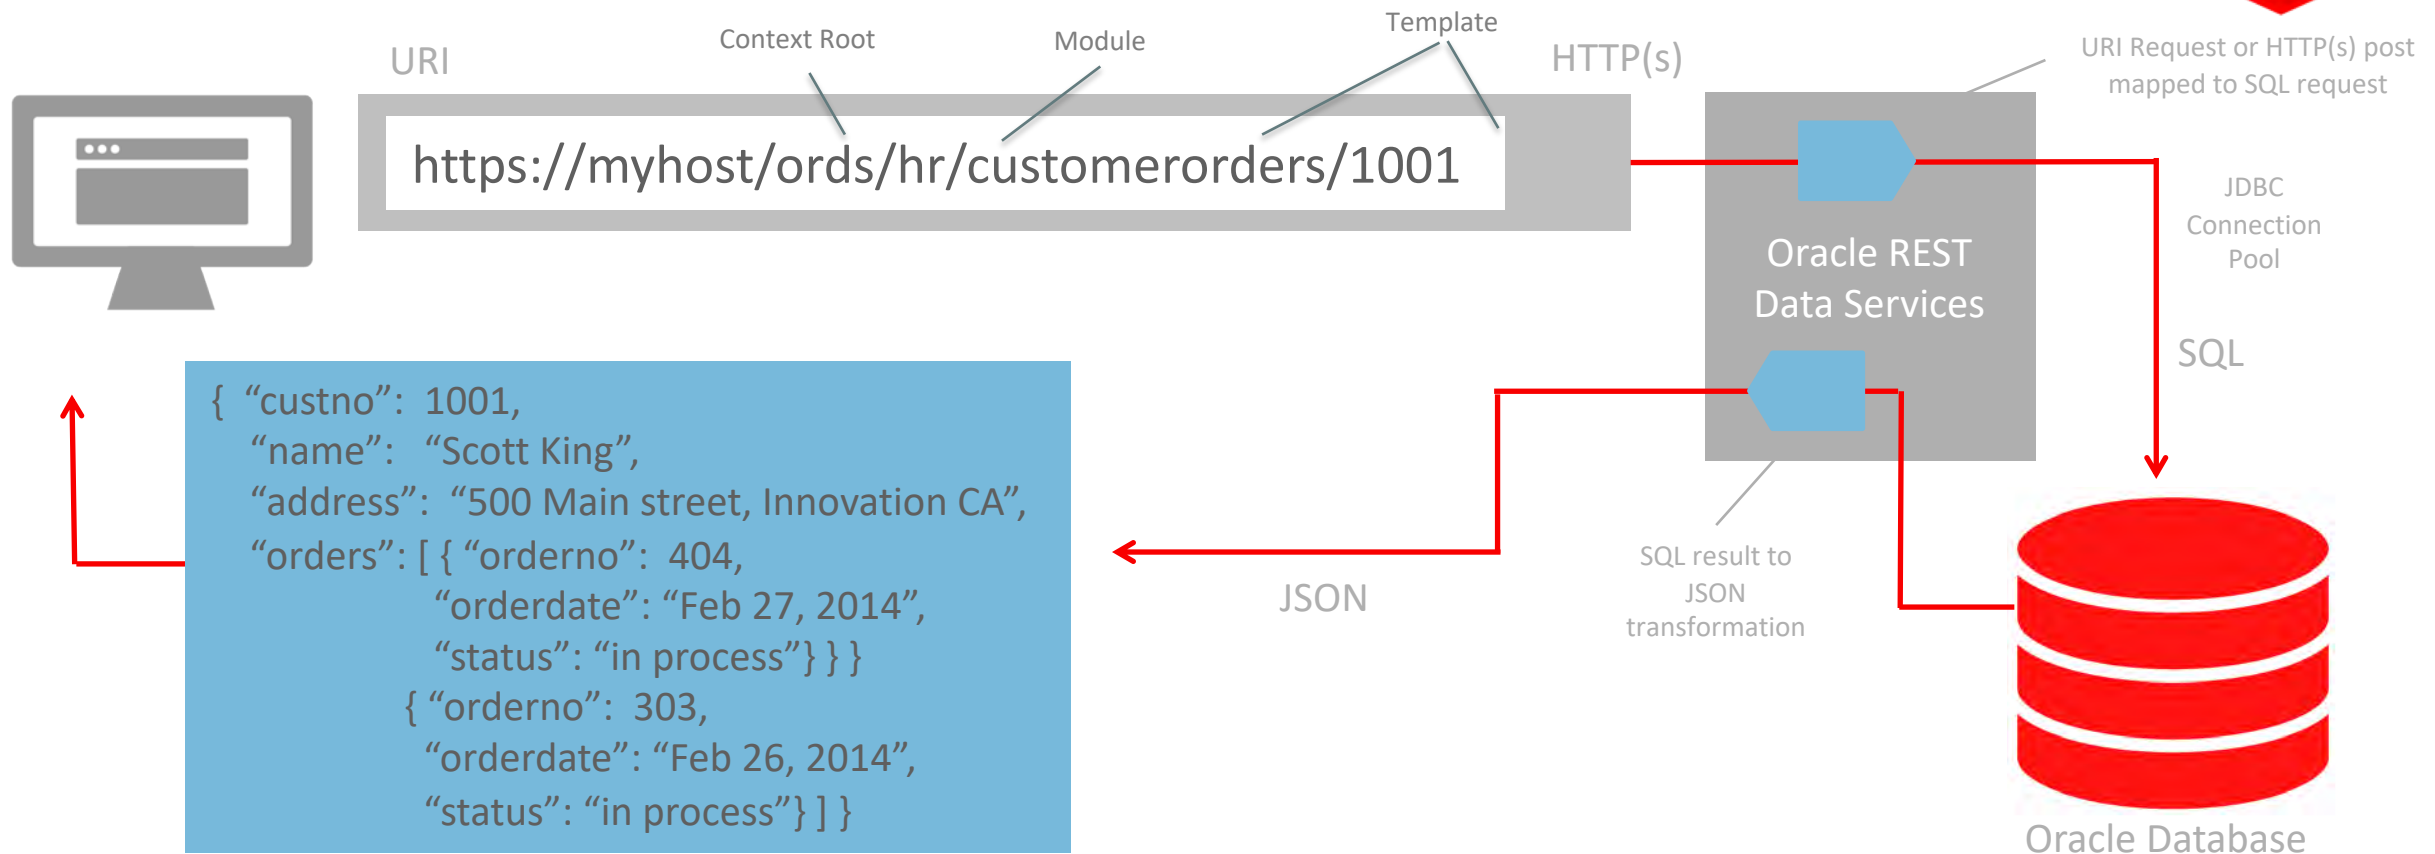 Context Root
Module
Template
URI
HTTP(s)
URI Request or HTTP(s) post
mapped to SQL request
https://myhost/ords/hr/customerorders/1001
JDBC
Connection
Pool
Oracle REST
Data Services
SQL
{ “custno”: 1001,
“name”: “Scott King”,
“address”: “500 Main street, Innovation CA”,
“orders”: [ { “orderno”: 404,
“orderdate”: “Feb 27, 2014”,
“status”: “in process”} } }
{ “orderno”: 303,
“orderdate”: “Feb 26, 2014”,
“status”: “in process”} ] }
JSON
SQL result to
JSON
transformation
Oracle Database